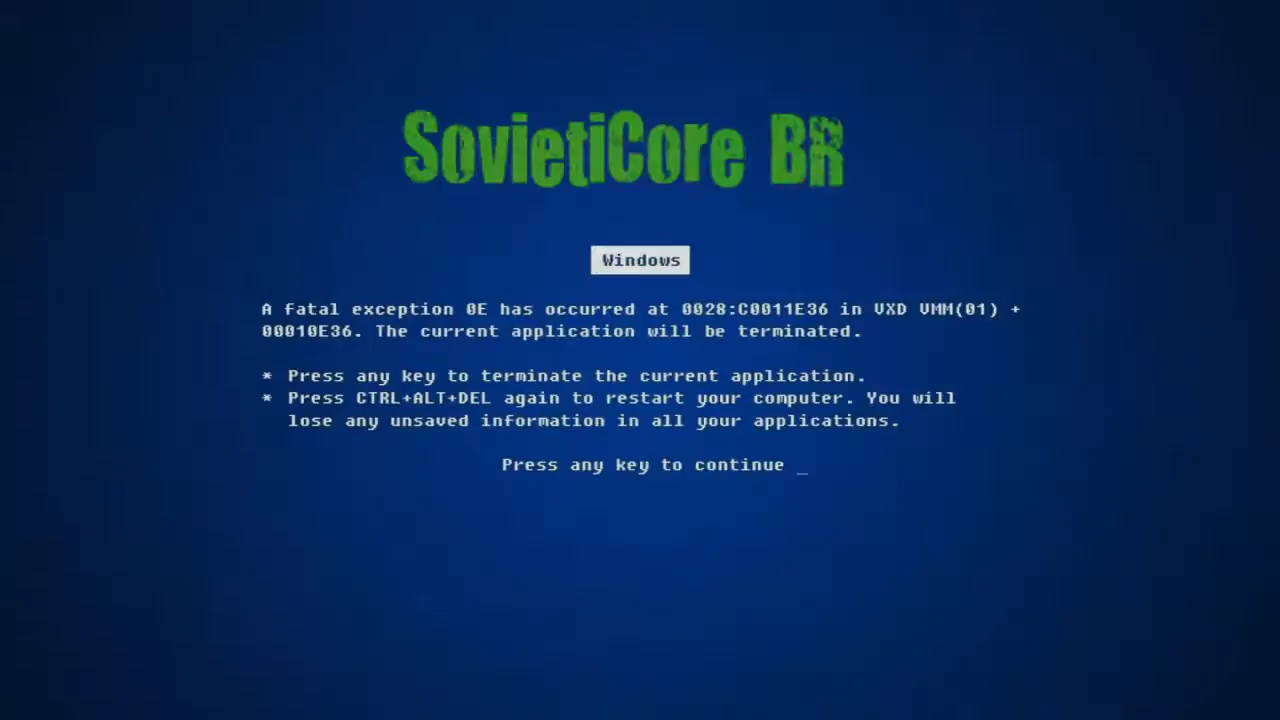 SovietiCore BR
Windows
A fatal exception 0E has occurred at 0028:C0011E36 in VXD VMM(01) +
00010E36. The current application will be terminated.
* Press any key to terminate the current application.
* Press CTRL+ALT+DEL again to restart your computer. You will
lose any unsaved information in all your applications.
Press any key to continue _